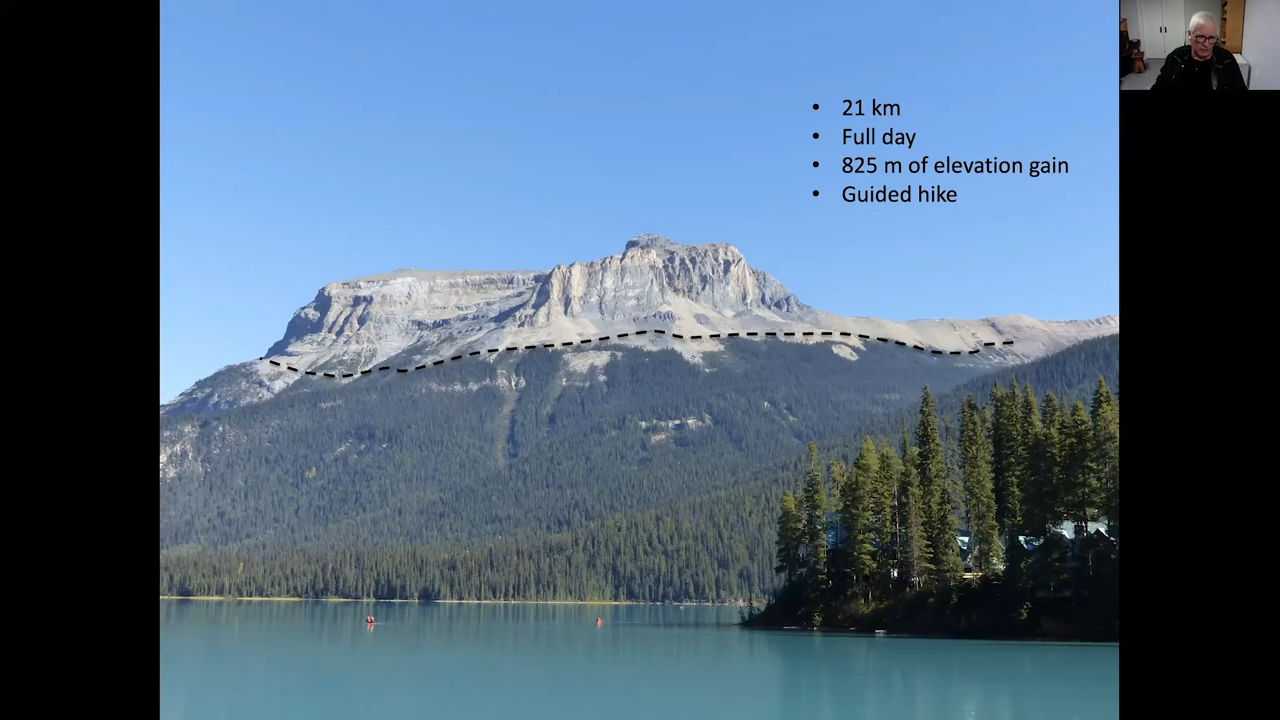 • 21 km
• Full day
• 825 m of elevation gain
• Guided hike